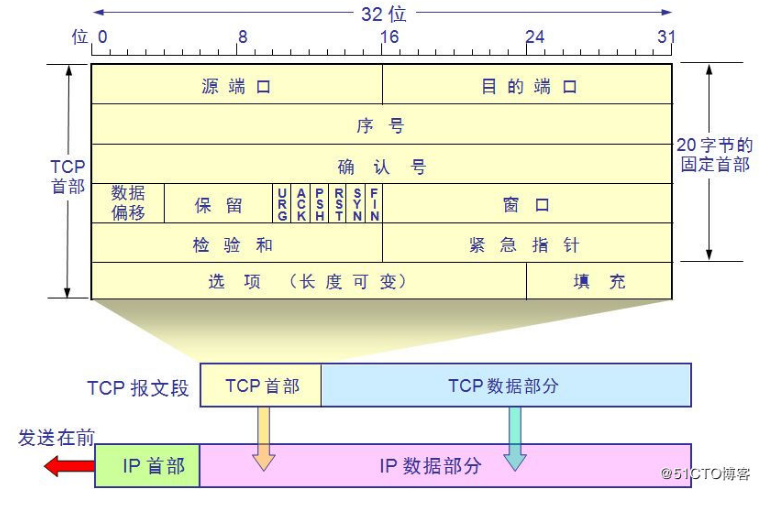 32 位
位 0 8 16 24 31
源 端 口
目 的 端 口
序 号
TCP
首部
确 认 号
20 字节的
固定首部
数据
偏移
保 留
URG
ACK
PSH
RST
SYN
FIN
窗 口
检 验 和
紧 急 指 针
选 项 （长 度 可 变）
填 充
TCP 报文段
TCP 首部
TCP 数据部分
发送在前
IP 首部
IP 数据部分
@51CTO博客